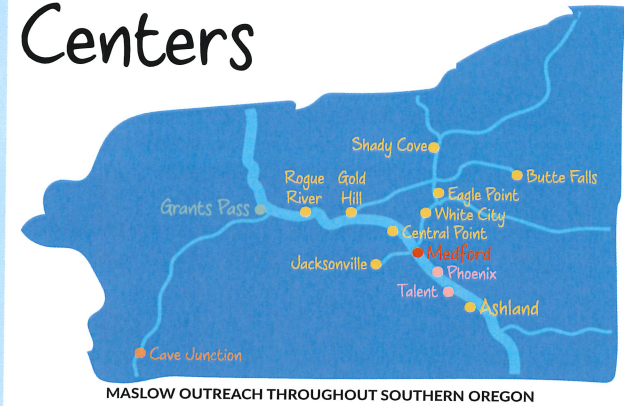 Centers
Shady Cove
Butte Falls
Rogue
River
Gold
Hill
Eagle Point
Grants Pass
White City
Central Point
Medford
Jacksonville
Phoenix
Talent
Ashland
Cave Junction
MASLOW OUTREACH THROUGHOUT SOUTHERN OREGON